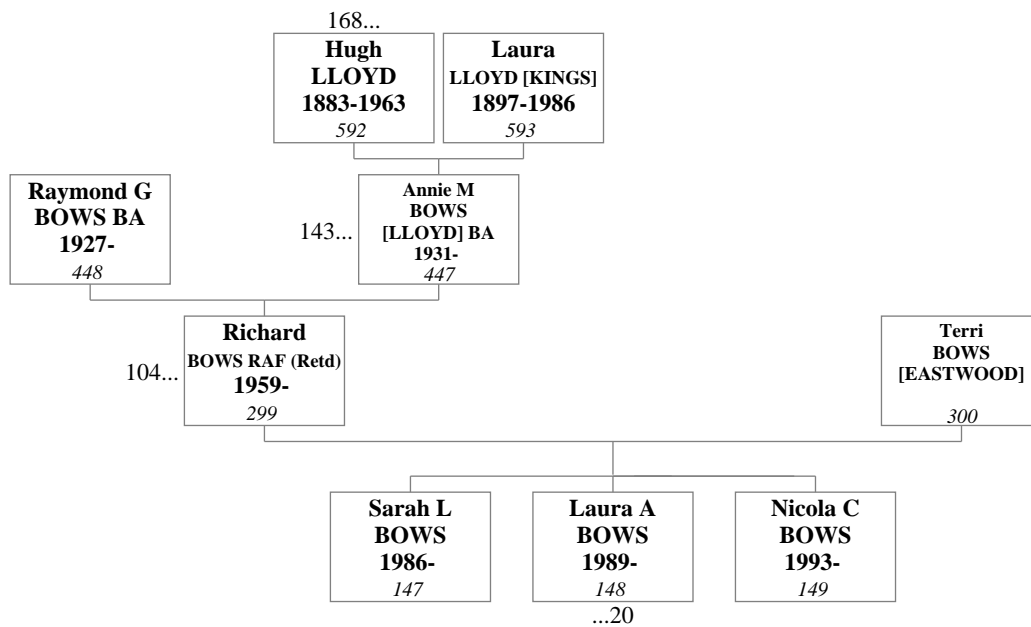 168...
Hugh
LLOYD
1883-1963
592
Laura
LLOYD [KINGS]
1897-1986
593
Raymond G
BOWS BA
1927-
448
143...
Annie M
BOWS
[LLOYD] BA
1931-
447
104...
Richard
BOWS RAF (Retd)
1959-
299
Terri
BOWS
[EASTWOOD]
300
Sarah L
BOWS
1986-
147
Laura A
BOWS
1989-
148
Nicola C
BOWS
1993-
149
...20